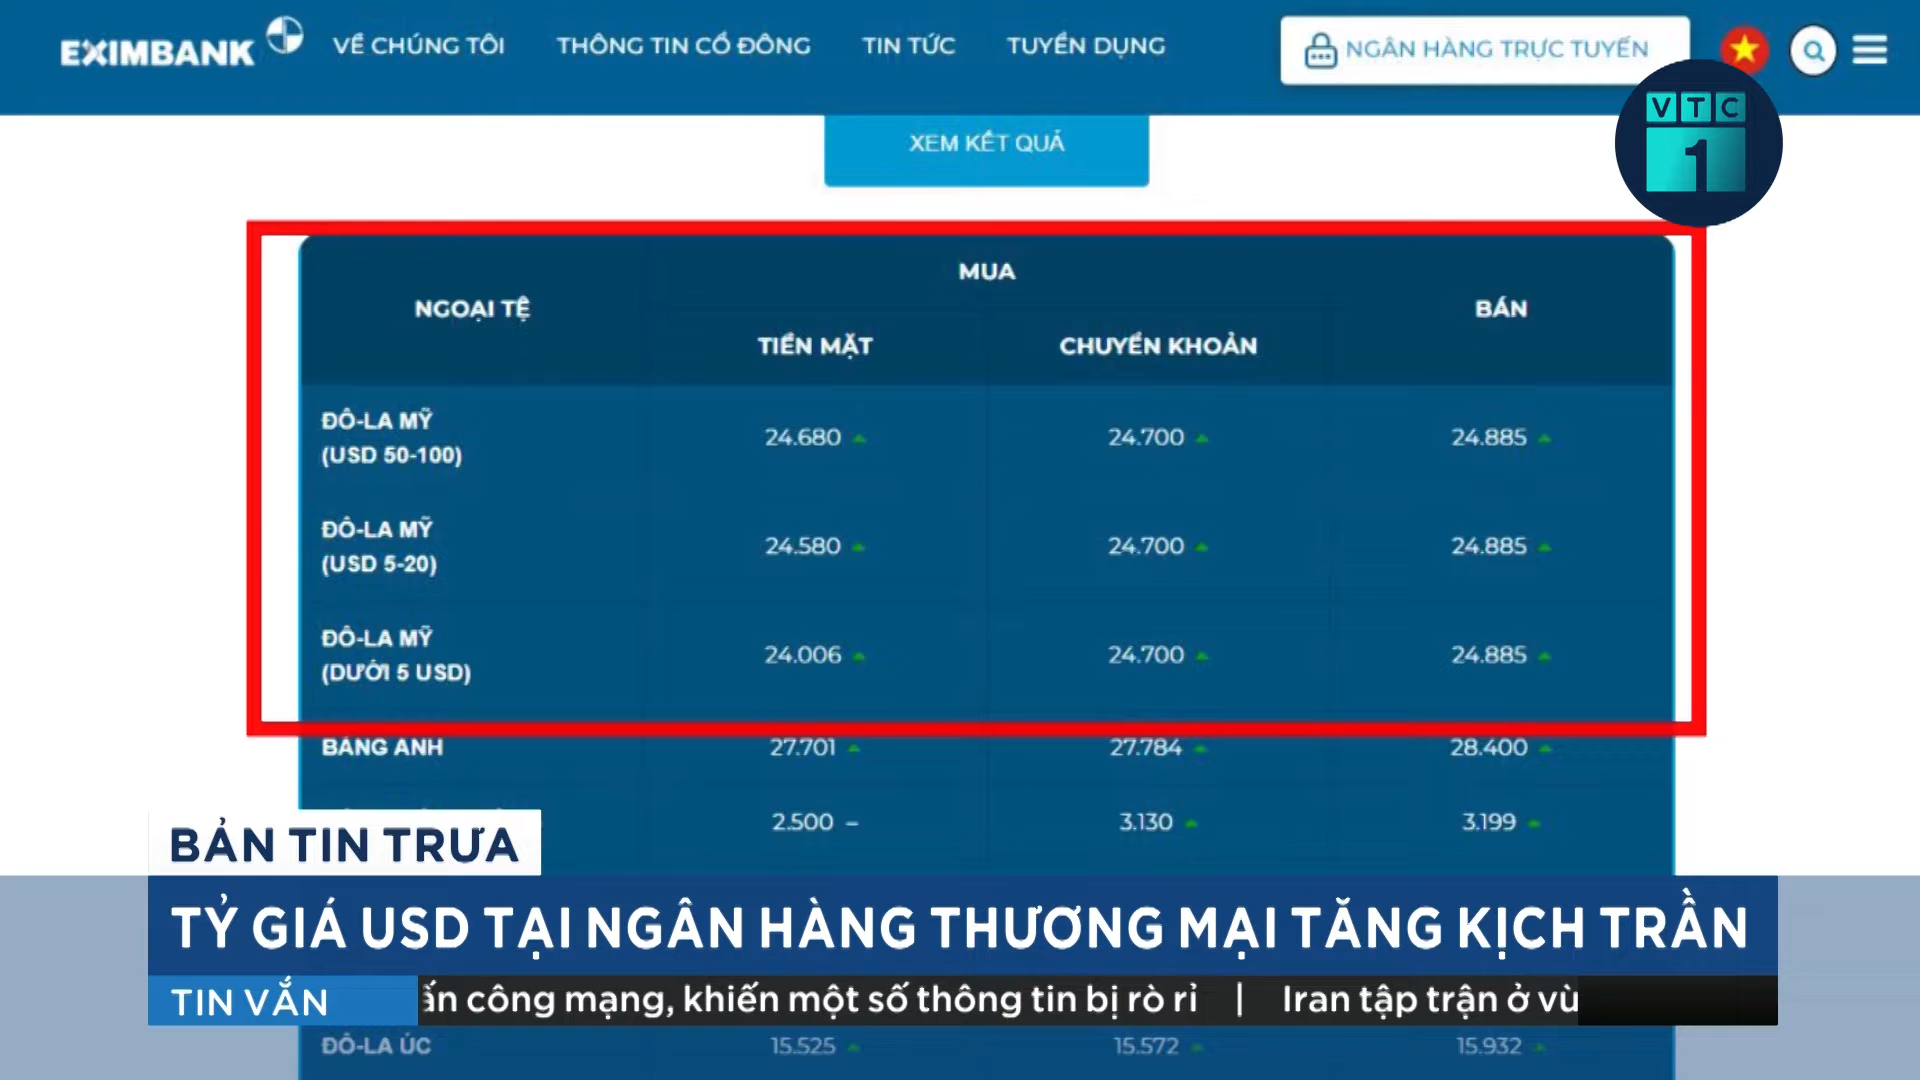 EXIMBANK VỀ CHÚNG TÔI THÔNG TIN CỔ ĐÔNG TIN TỨC TUYỂN DỤNG NGÂN HÀNG TRỰC TUYẾN
VTC
1
XEM KẾT QUẢ
NGOẠI TỆ MUA BÁN
TIỀN MẶT CHUYỂN KHOẢN
ĐÔ-LA MỸ
(USD 50-100) 24.680 24.700 24.885
ĐÔ-LA MỸ
(USD 5-20) 24.580 24.700 24.885
ĐÔ-LA MỸ
(DƯỚI 5 USD) 24.006 24.700 24.885
BẢNG ANH 27.701 27.784 28.400
2.500 – 3.130 3.199
BẢN TIN TRƯA
TỶ GIÁ USD TẠI NGÂN HÀNG THƯƠNG MẠI TĂNG KỊCH TRẦN
TIN VẮN ấn công mạng, khiến một số thông tin bị rò rỉ | Iran tập trận ở vù
ĐÔ-LA ÚC 15.525 15.572 15.932